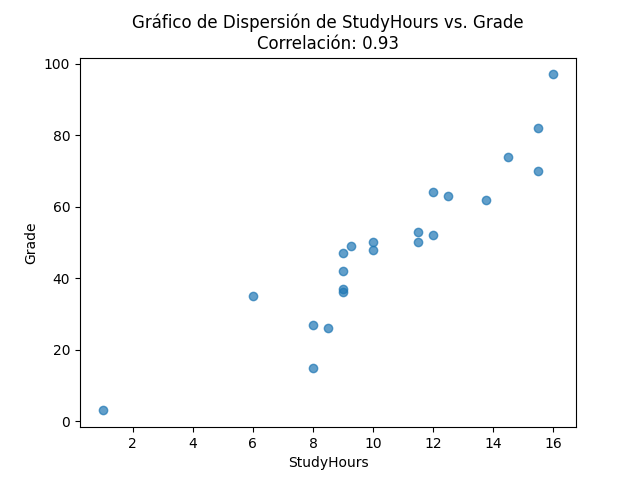 Gráfico de Dispersión de StudyHours vs. Grade
Correlación: 0.93
100
80
60
40
20
0
Grade
2 4 6 8 10 12 14 16
StudyHours